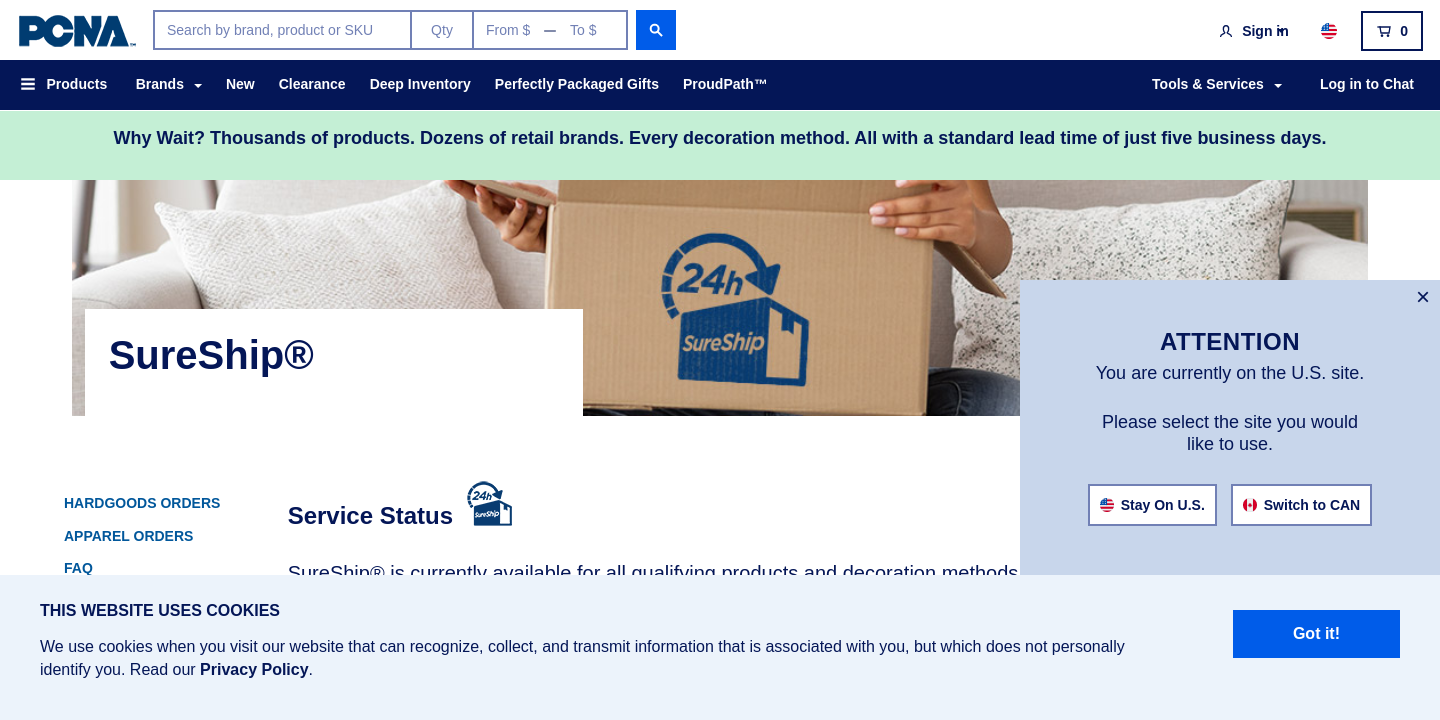 PCNA
Search by brand, product or SKU
Qty
From $ — To $
Sign in
0
Products
Brands
New
Clearance
Deep Inventory
Perfectly Packaged Gifts
ProudPath™
Tools & Services
Log in to Chat
Why Wait? Thousands of products. Dozens of retail brands. Every decoration method. All with a standard lead time of just five business days.
24h
SureShip
SureShip®
×
ATTENTION
You are currently on the U.S. site.
Please select the site you would
like to use.
Stay On U.S.
Switch to CAN
HARDGOODS ORDERS
APPAREL ORDERS
FAQ
Service Status
24h
SureShip
SureShip® is currently available for all qualifying products and decoration methods
THIS WEBSITE USES COOKIES
We use cookies when you visit our website that can recognize, collect, and transmit information that is associated with you, but which does not personally
identify you. Read our Privacy Policy.
Got it!